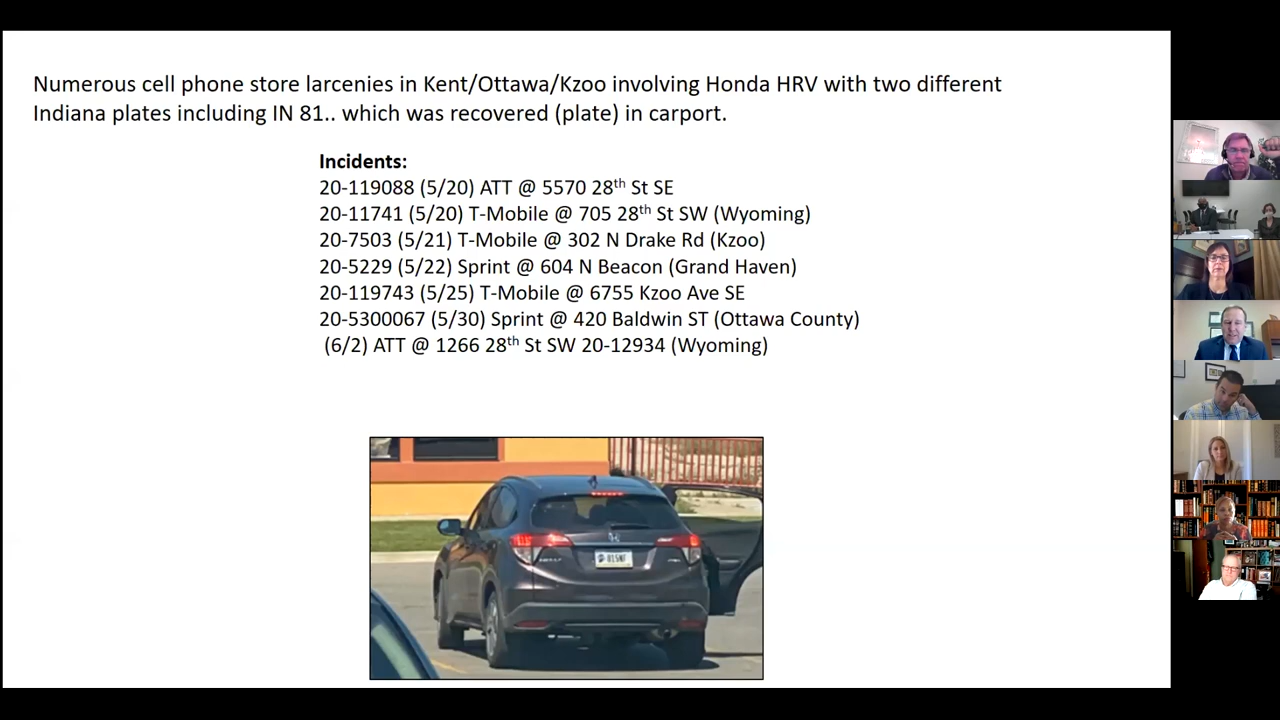 Numerous cell phone store larcenies in Kent/Ottawa/Kzoo involving Honda HRV with two different
Indiana plates including IN 81.. which was recovered (plate) in carport.
Incidents:
20-119088 (5/20) ATT @ 5570 28th St SE
20-11741 (5/20) T-Mobile @ 705 28th St SW (Wyoming)
20-7503 (5/21) T-Mobile @ 302 N Drake Rd (Kzoo)
20-5229 (5/22) Sprint @ 604 N Beacon (Grand Haven)
20-119743 (5/25) T-Mobile @ 6755 Kzoo Ave SE
20-5300067 (5/30) Sprint @ 420 Baldwin ST (Ottawa County)
(6/2) ATT @ 1266 28th St SW 20-12934 (Wyoming)